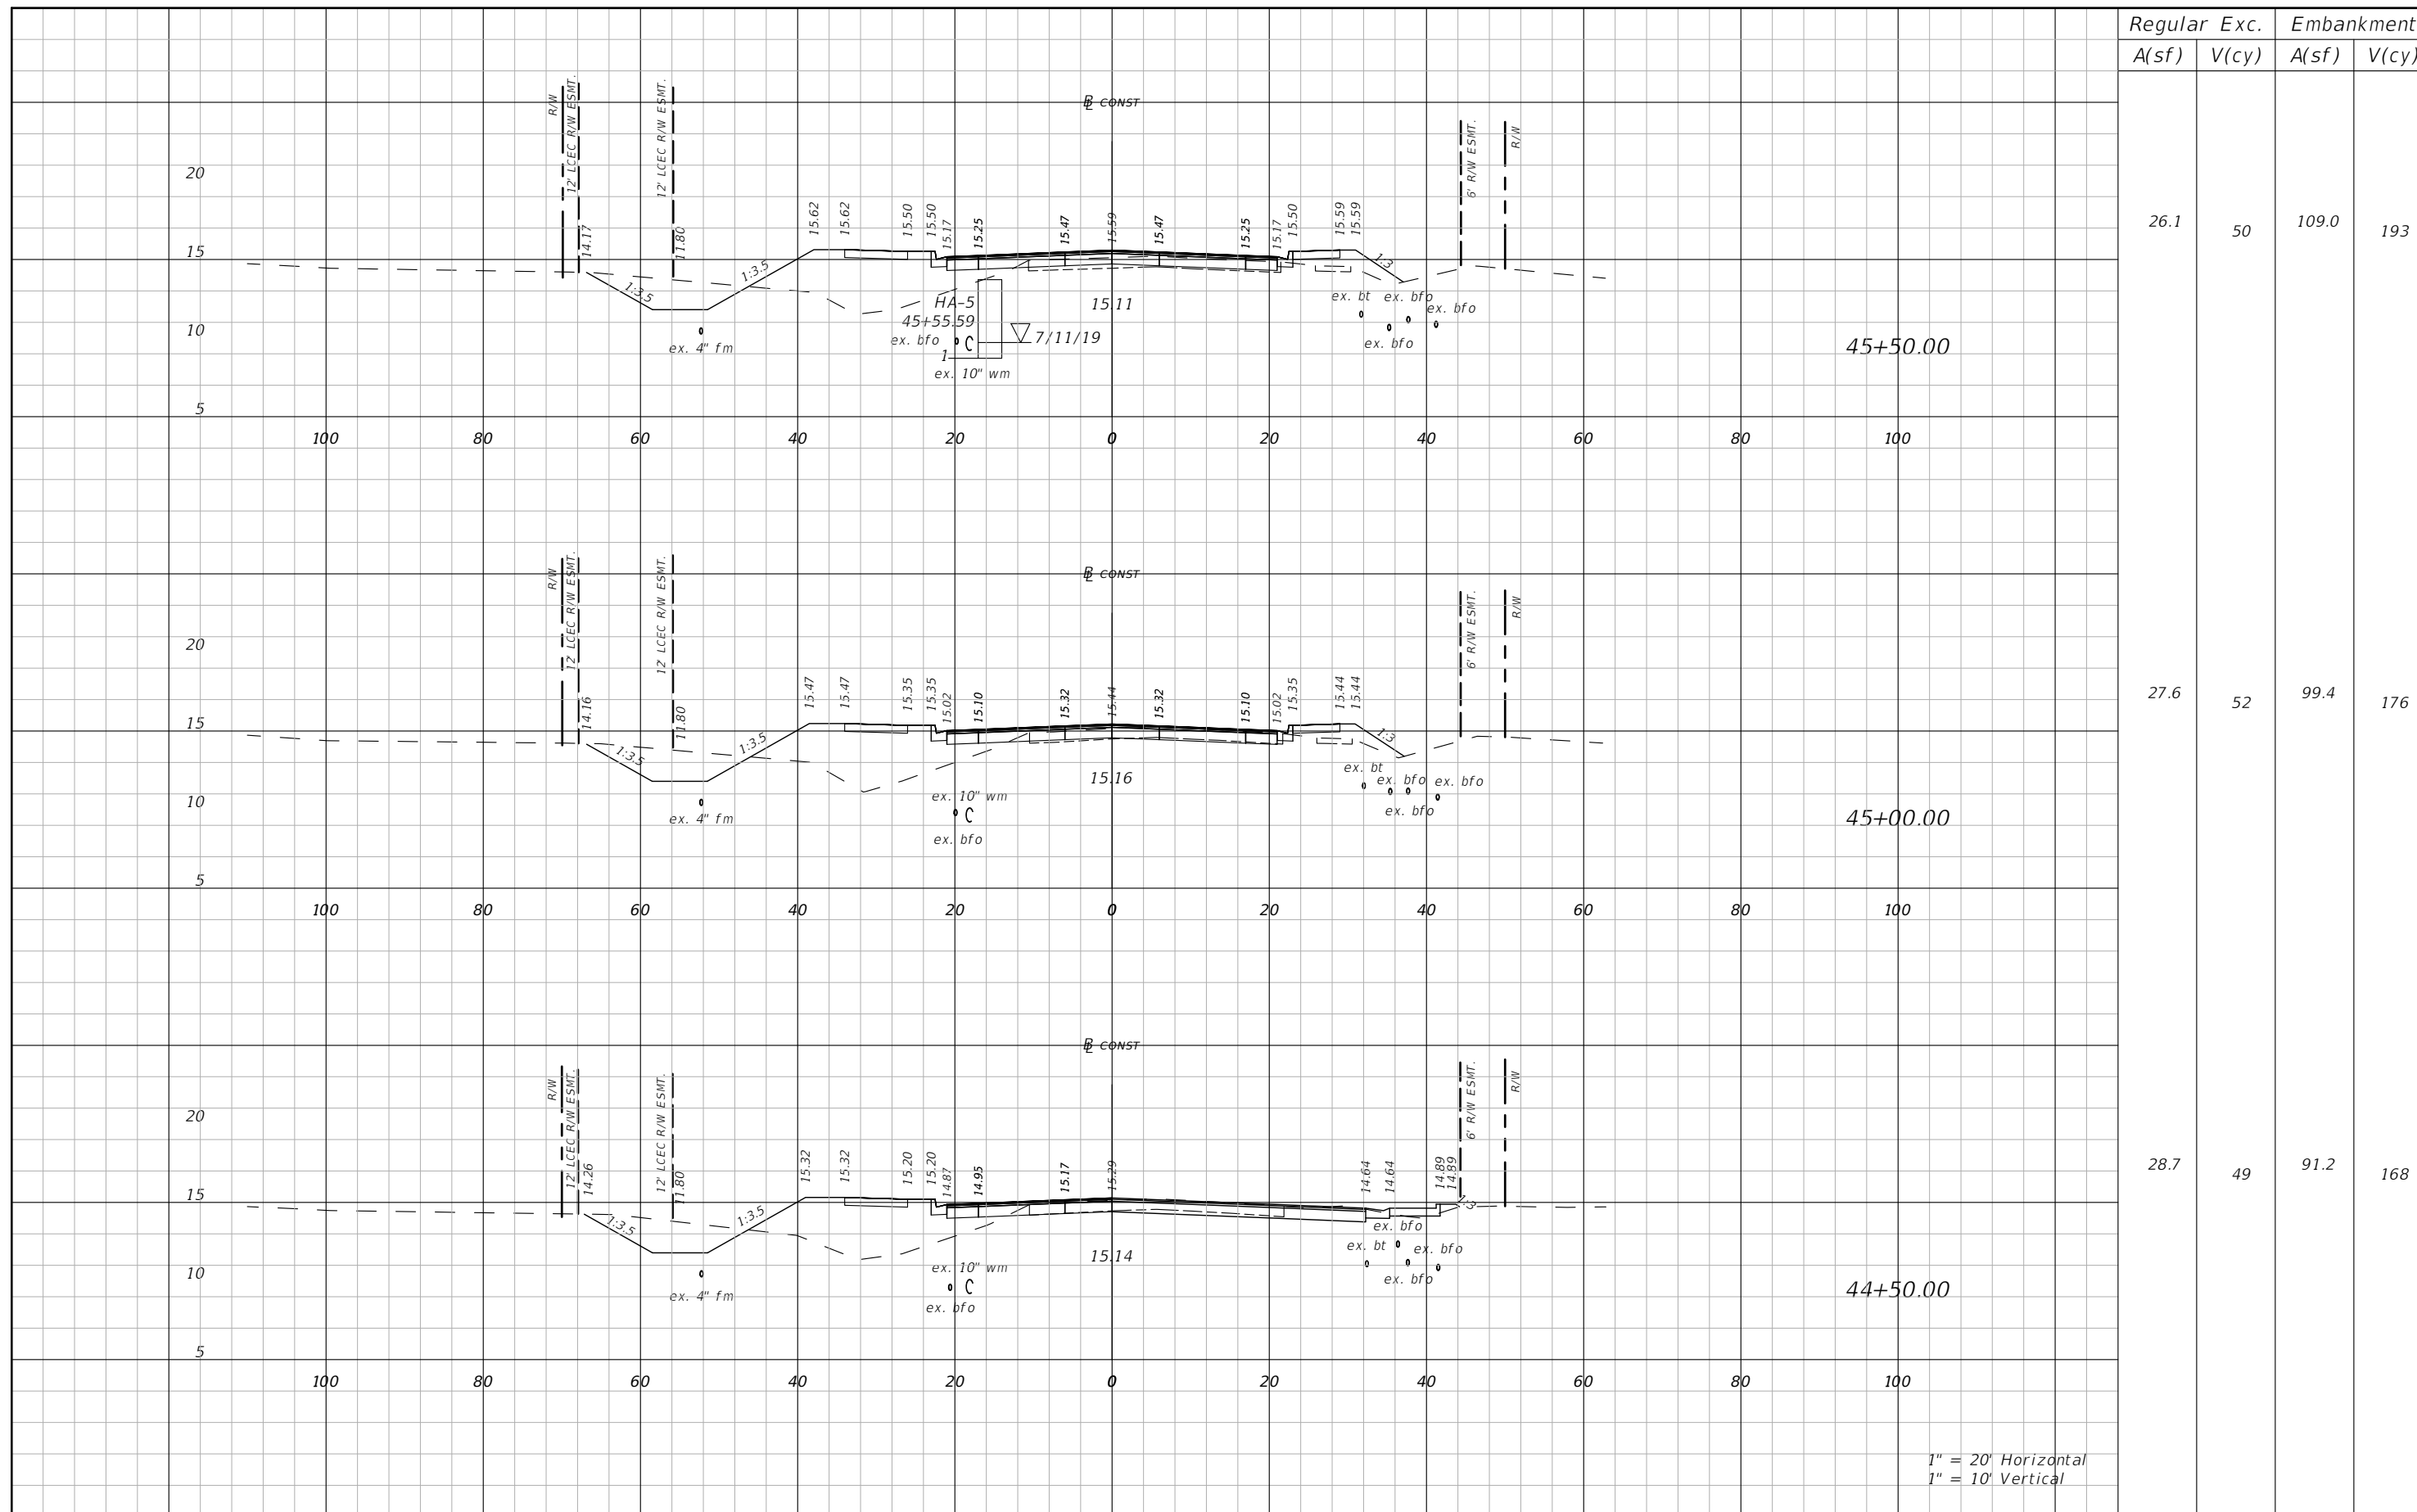 Regular Exc. Embankment
A(sf) V(cy) A(sf) V(cy)
R/W
12' LCEC R/W ESMT.
12' LCEC R/W ESMT.
B CONST
6' R/W ESMT.
R/W
20
15
10
5
14.17
11.80
15.62
15.62
15.50
15.50
15.17
15.25
15.47
15.59
15.47
15.25
15.17
15.50
15.59
15.59
1:3.5
1:3.5
1:3
26.1 50 109.0 193
HA-5
45+55.59
ex. bfo
1
ex. 10" wm
7/11/19
15.11
ex. 4" fm
ex. bt
ex. bfo
ex. bfo
ex. bfo
45+50.00
100 80 60 40 20 0 20 40 60 80 100
R/W
12' LCEC R/W ESMT.
12' LCEC R/W ESMT.
B CONST
6' R/W ESMT.
R/W
20
15
10
5
14.16
11.80
15.47
15.47
15.35
15.35
15.02
15.10
15.32
15.44
15.32
15.10
15.02
15.35
15.44
15.44
1:3.5
1:3.5
1:3
27.6 52 99.4 176
15.16
ex. 4" fm
ex. 10" wm
ex. bfo
ex. bt
ex. bfo
ex. bfo
ex. bfo
45+00.00
100 80 60 40 20 0 20 40 60 80 100
R/W
12' LCEC R/W ESMT.
12' LCEC R/W ESMT.
B CONST
6' R/W ESMT.
R/W
20
15
10
5
14.26
11.80
15.32
15.32
15.20
15.20
14.87
14.95
15.17
15.29
14.64
14.64
14.89
14.89
1:3.5
1:3.5
1:3
28.7 49 91.2 168
15.14
ex. 4" fm
ex. 10" wm
ex. bfo
ex. bfo
ex. bt
ex. bfo
ex. bfo
44+50.00
100 80 60 40 20 0 20 40 60 80 100
1" = 20' Horizontal
1" = 10' Vertical